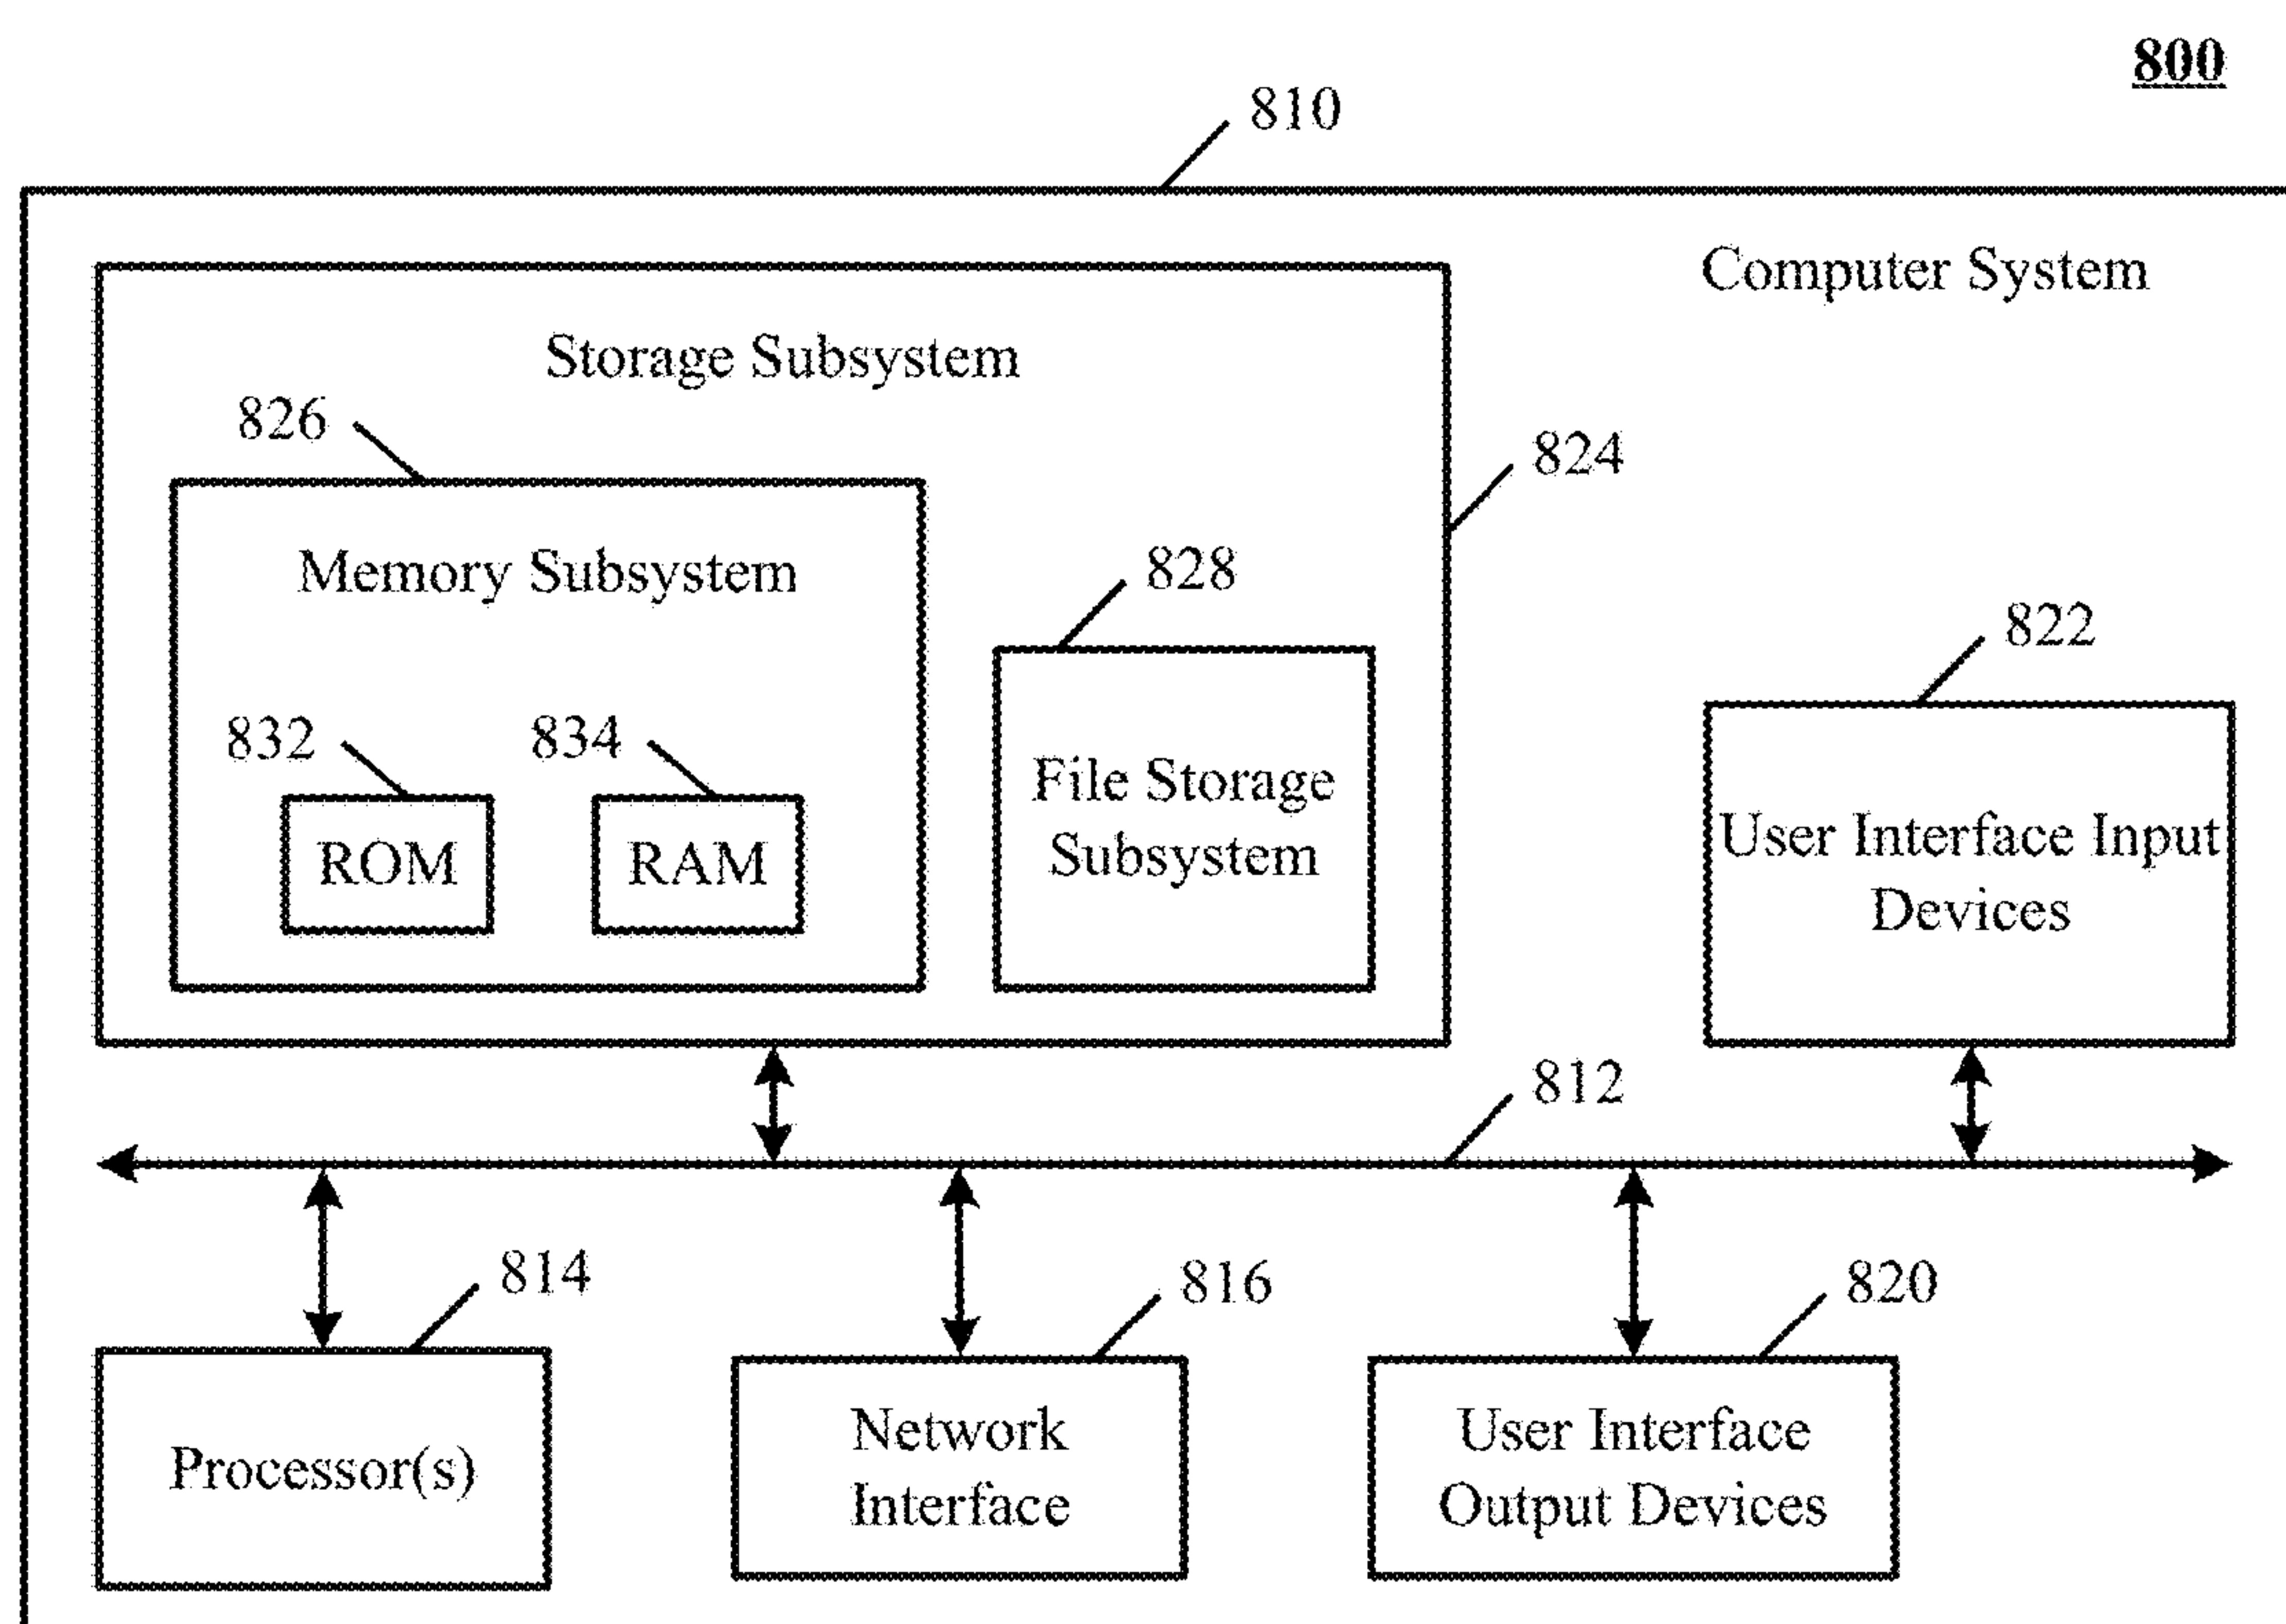 800
810
Computer System
Storage Subsystem
826
824
Memory Subsystem
828
822
832
834
File Storage
Subsystem
User Interface Input
Devices
ROM
RAM
812
814
816
820
Processor(s)
Network
Interface
User Interface
Output Devices